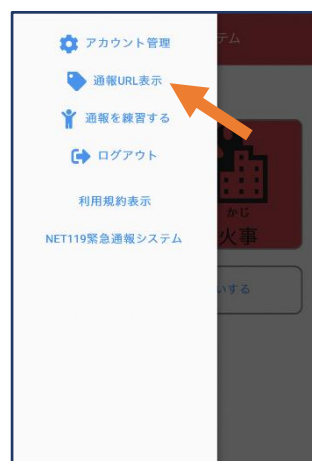 テム
アカウント管理
通報URL表示
通報を練習する
ログアウト
利用規約表示
NET119緊急通報システム
かじ
火事
いする